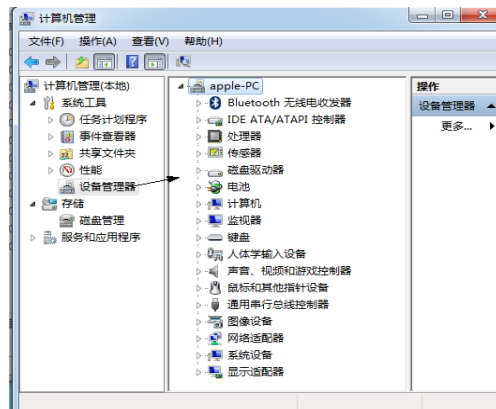 计算机管理
文件(F) 操作(A) 查看(V) 帮助(H)
计算机管理(本地)
系统工具
任务计划程序
事件查看器
共享文件夹
性能
设备管理器
存储
磁盘管理
服务和应用程序
apple-PC
Bluetooth 无线电收发器
IDE ATA/ATAPI 控制器
处理器
传感器
磁盘驱动器
电池
计算机
监视器
键盘
人体学输入设备
声音、视频和游戏控制器
鼠标和其他指针设备
通用串行总线控制器
图像设备
网络适配器
系统设备
显示适配器
操作
设备管理器
更多...